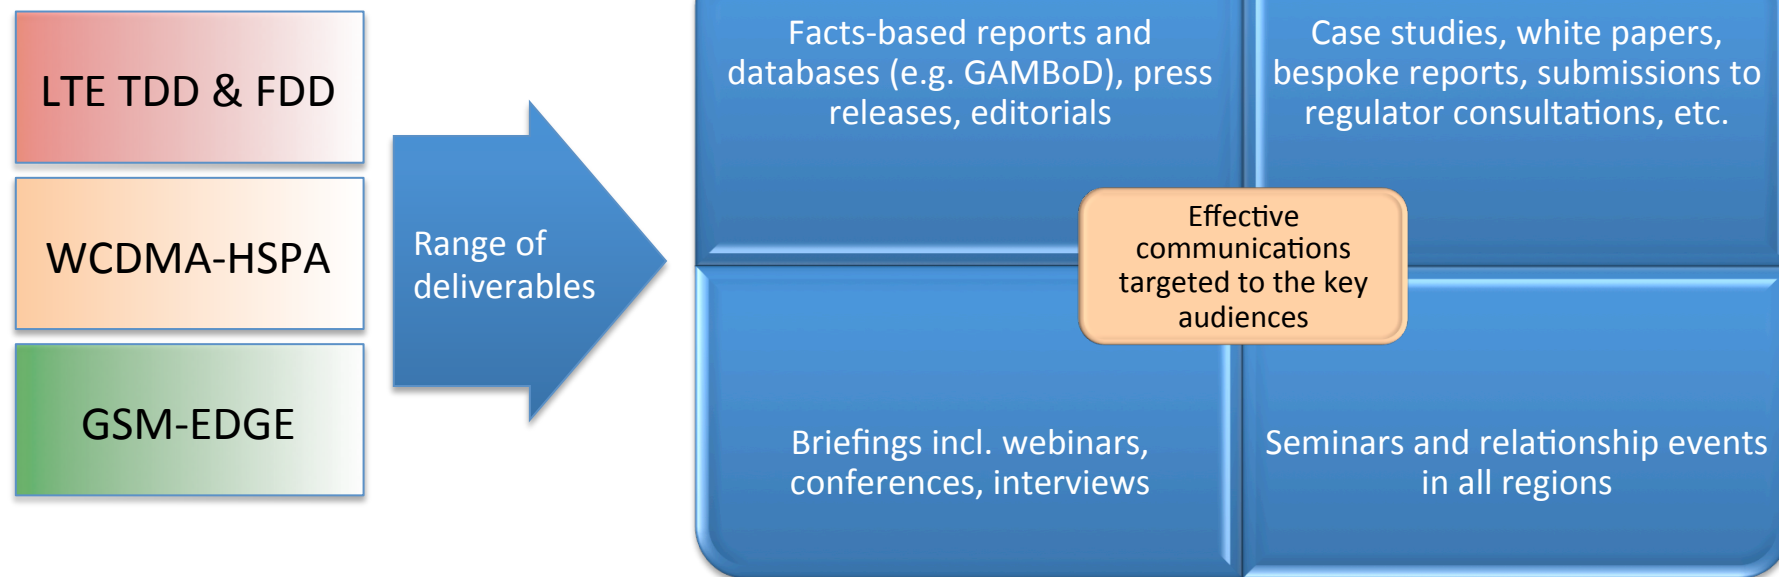 LTE TDD & FDD
WCDMA-HSPA
GSM-EDGE
Range of
deliverables
Facts-based reports and
databases (e.g. GAMBoD), press
releases, editorials
Case studies, white papers,
bespoke reports, submissions to
regulator consultations, etc.
Effective
communications
targeted to the key
audiences
Briefings incl. webinars,
conferences, interviews
Seminars and relationship events
in all regions